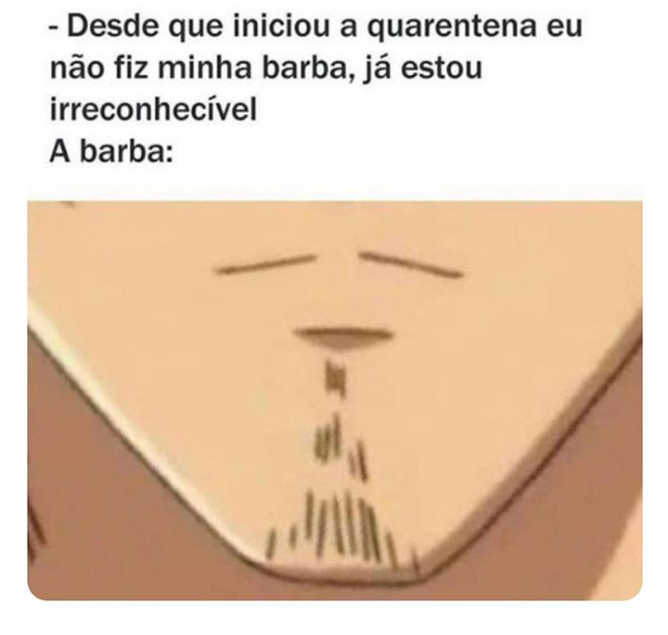 - Desde que iniciou a quarentena eu
não fiz minha barba, já estou
irreconhecível
A barba: